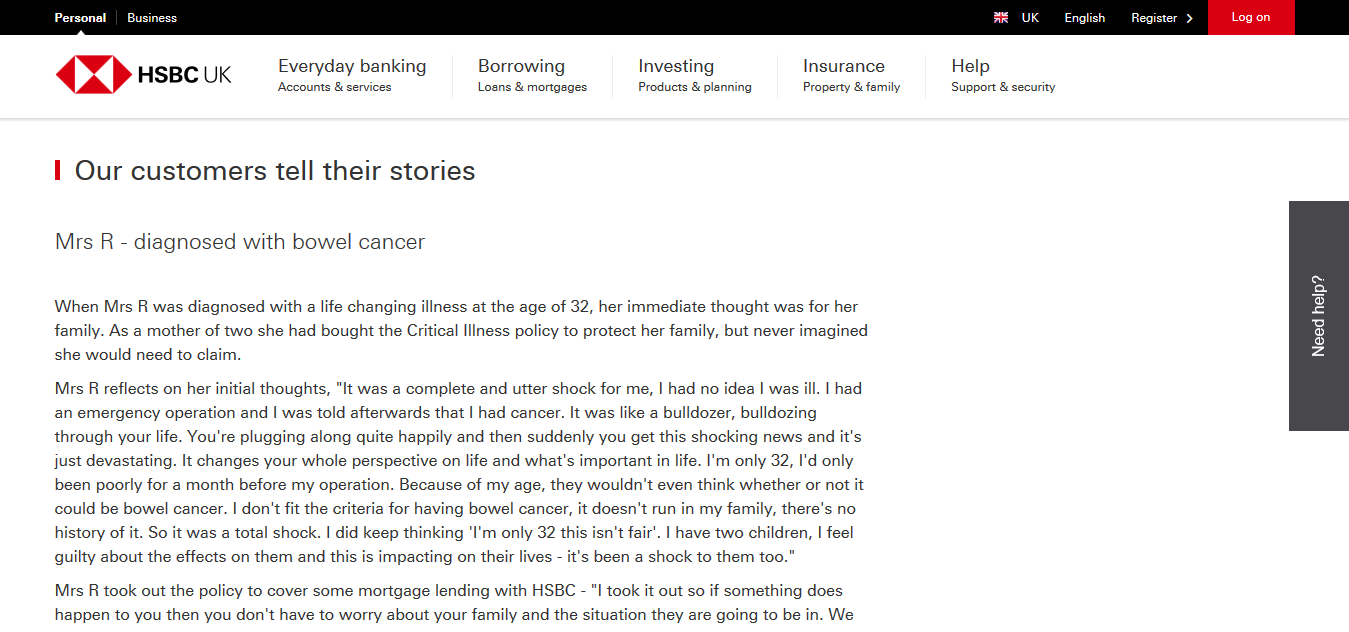 Personal Business UK English Register Log on
HSBC UK
Everyday banking Borrowing Investing Insurance Help
Accounts & services Loans & mortgages Products & planning Property & family Support & security
Our customers tell their stories
Mrs R - diagnosed with bowel cancer
When Mrs R was diagnosed with a life changing illness at the age of 32, her immediate thought was for her
family. As a mother of two she had bought the Critical Illness policy to protect her family, but never imagined
she would need to claim.
Mrs R reflects on her initial thoughts, "It was a complete and utter shock for me, I had no idea I was ill. I had
an emergency operation and I was told afterwards that I had cancer. It was like a bulldozer, bulldozing
through your life. You're plugging along quite happily and then suddenly you get this shocking news and it's
just devastating. It changes your whole perspective on life and what's important in life. I'm only 32, I'd only
been poorly for a month before my operation. Because of my age, they wouldn't even think whether or not it
could be bowel cancer. I don't fit the criteria for having bowel cancer, it doesn't run in my family, there's no
history of it. So it was a total shock. I did keep thinking 'I'm only 32 this isn't fair'. I have two children, I feel
guilty about the effects on them and this is impacting on their lives - it's been a shock to them too."
Mrs R took out the policy to cover some mortgage lending with HSBC - "I took it out so if something does
happen to you then you don't have to worry about your family and the situation they are going to be in. We
Need help?